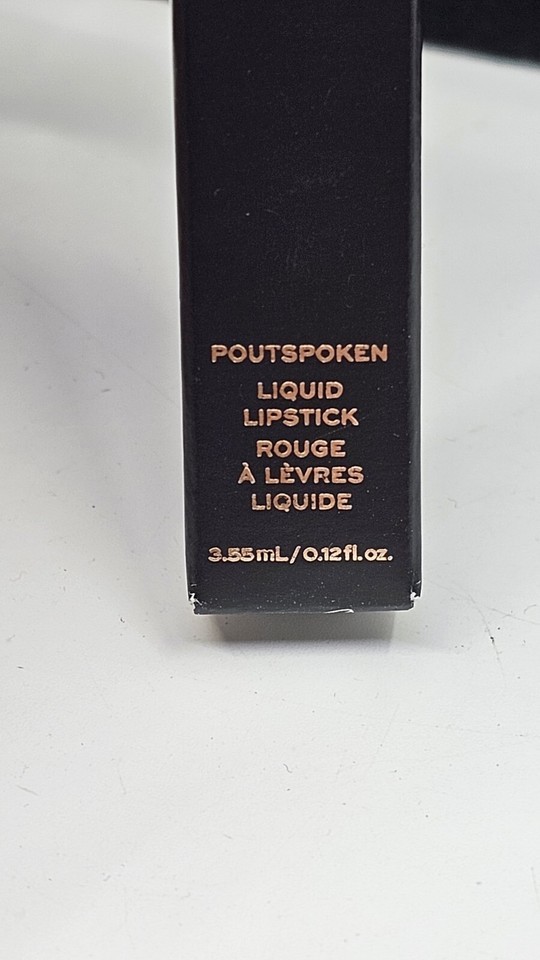 POUTSPOKEN
LIQUID
LIPSTICK
ROUGE
À LÈVRES
LIQUIDE
3.55mL/0.12fl.oz.